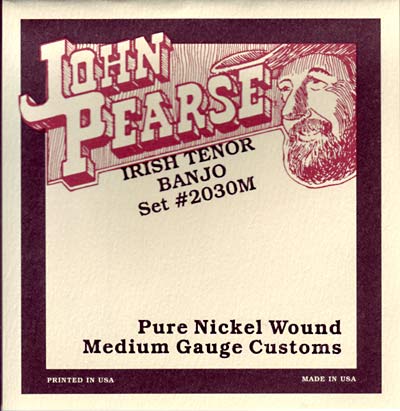 JOHN
PEARSE
IRISH TENOR
BANJO
Set #2030M
Pure Nickel Wound
Medium Gauge Customs
PRINTED IN USA
MADE IN USA